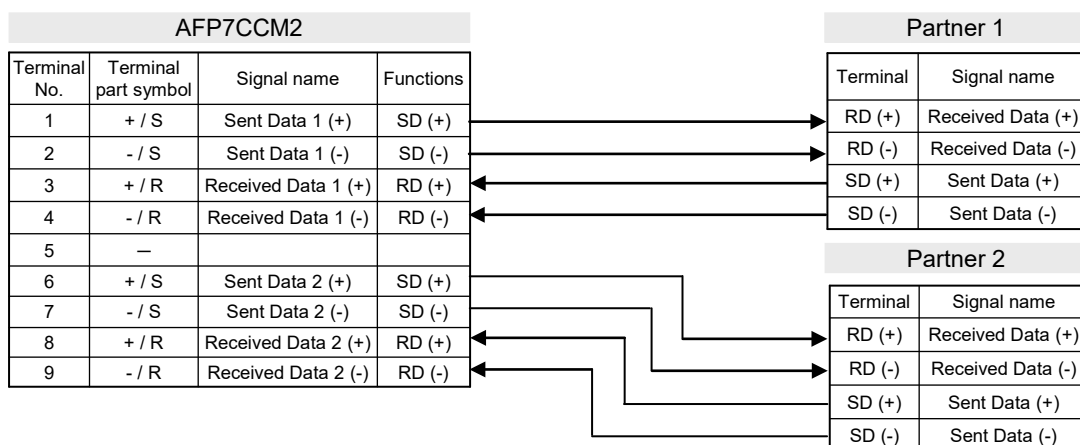 AFP7CCM2
Terminal No. Terminal part symbol Signal name Functions
1 + / S Sent Data 1 (+) SD (+)
2 - / S Sent Data 1 (-) SD (-)
3 + / R Received Data 1 (+) RD (+)
4 - / R Received Data 1 (-) RD (-)
5 —
6 + / S Sent Data 2 (+) SD (+)
7 - / S Sent Data 2 (-) SD (-)
8 + / R Received Data 2 (+) RD (+)
9 - / R Received Data 2 (-) RD (-)
Partner 1
Terminal Signal name
RD (+) Received Data (+)
RD (-) Received Data (-)
SD (+) Sent Data (+)
SD (-) Sent Data (-)
Partner 2
Terminal Signal name
RD (+) Received Data (+)
RD (-) Received Data (-)
SD (+) Sent Data (+)
SD (-) Sent Data (-)